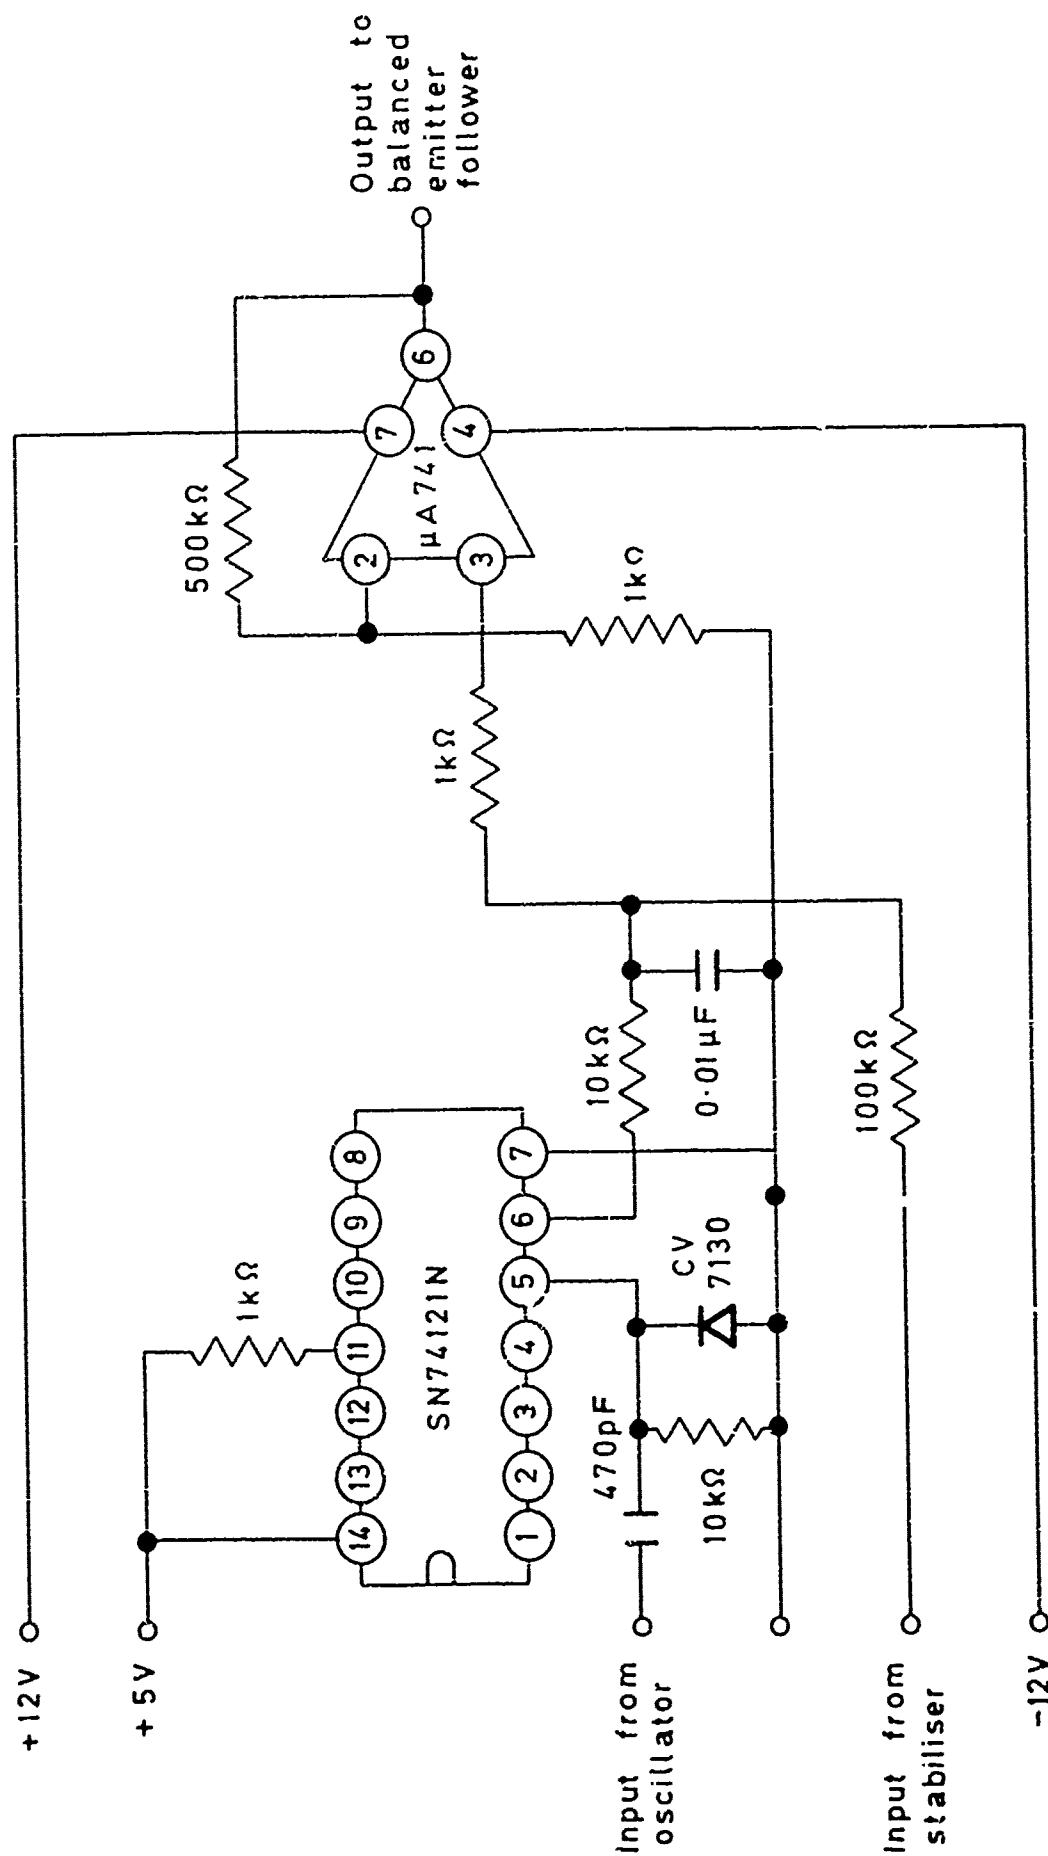 +12V
+5V
Input from
oscillator
Input from
stabiliser
-12V
1kΩ
14
13
12
11
10
9
8
SN74121N
1
2
3
4
5
6
7
470pF
10kΩ
CV
7130
10kΩ
0·01µF
100kΩ
1kΩ
500kΩ
1kΩ
2
3
µA741
7
4
6
Output to
balanced
emitter
follower